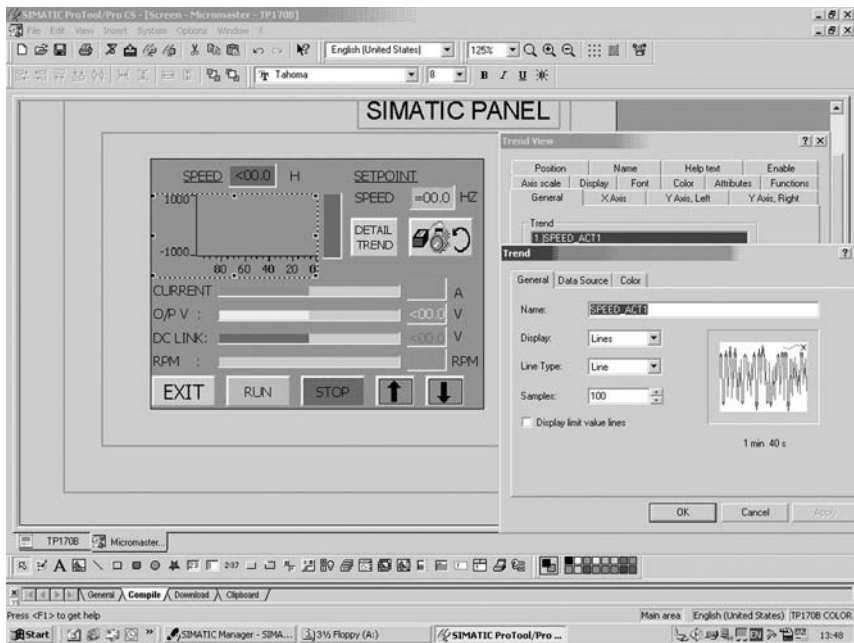 SIMATIC ProTool/Pro CS - [Screen - Micromaster - TP170B]
File Edit View Insert System Options Window ?
English (United States) 125%
Tahoma 8 B I U
SIMATIC PANEL
SPEED <00.0 H SETPOINT
1000 SPEED =00.0 HZ
DETAIL
TREND
-1000
80 60 40 20 0
CURRENT A
O/P V : <00.0 V
DC LINK: <00.0 V
RPM : RPM
EXIT RUN STOP
Trend View
Position Name Help text Enable
Axis scale Display Font Color Attributes Functions
General X Axis Y Axis, Left Y Axis, Right
Trend
1.)SPEED_ACT1
Trend
General Data Source Color
Name: SPEED_ACT1
Display: Lines
Line Type: Line
Samples: 100
Display limit value lines
1 min 40 s
OK Cancel Apply
TP170B Micromaster...
General Compile Download Clipboard
Press <F1> to get help Main area English (United States) TP170B COLOR
Start SIMATIC Manager - SIMA... 3½ Floppy (A:) SIMATIC ProTool/Pro ... EN 13:48